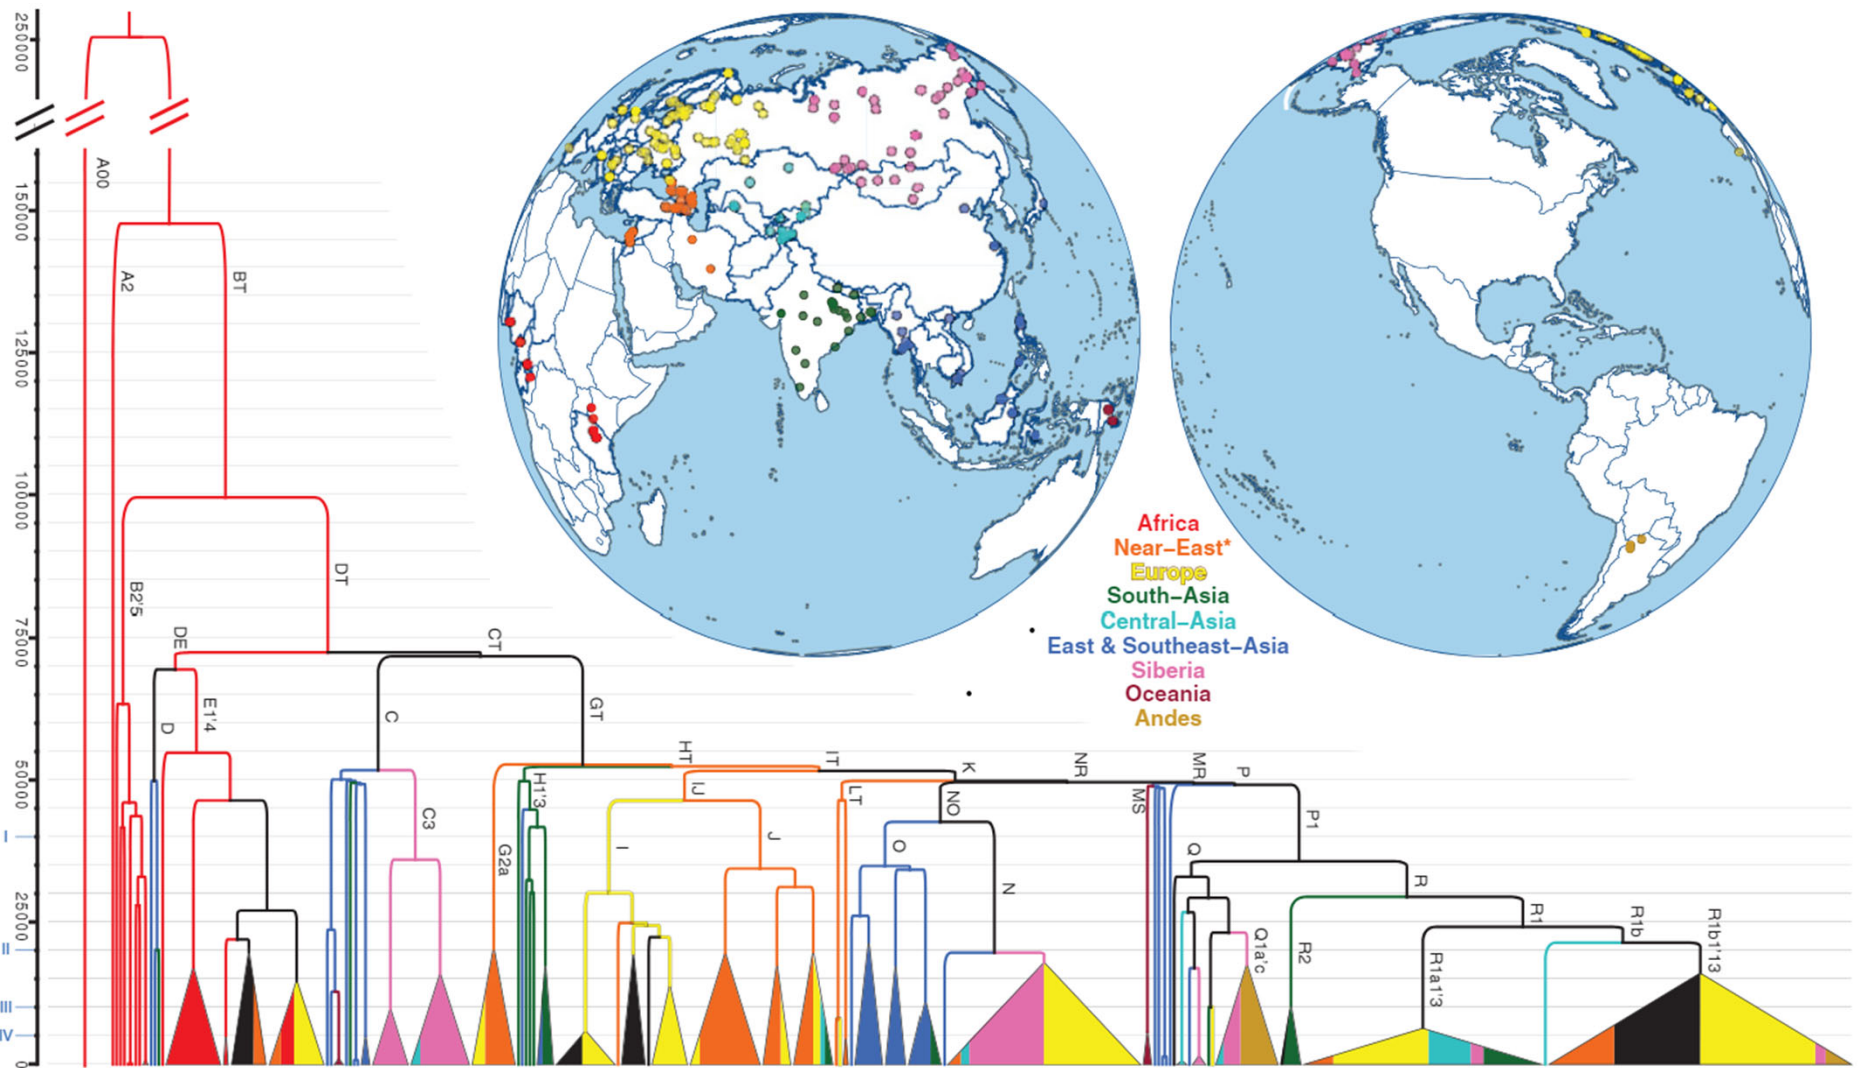 250000
150000
125000
100000
75000
50000
I
25000
II
III
IV
0
A00
A2
BT
B2'5
DT
DE
CT
D
E1'4
C
GT
C3
HT
IT
K
NR
MR
P
G2a
H1'3
IJ
I
J
LT
NO
O
N
MS
P1
Q
R
Q1a'c
R2
R1
R1b
R1b1'13
R1a1'3
Africa
Near-East*
Europe
South-Asia
Central-Asia
East & Southeast-Asia
Siberia
Oceania
Andes